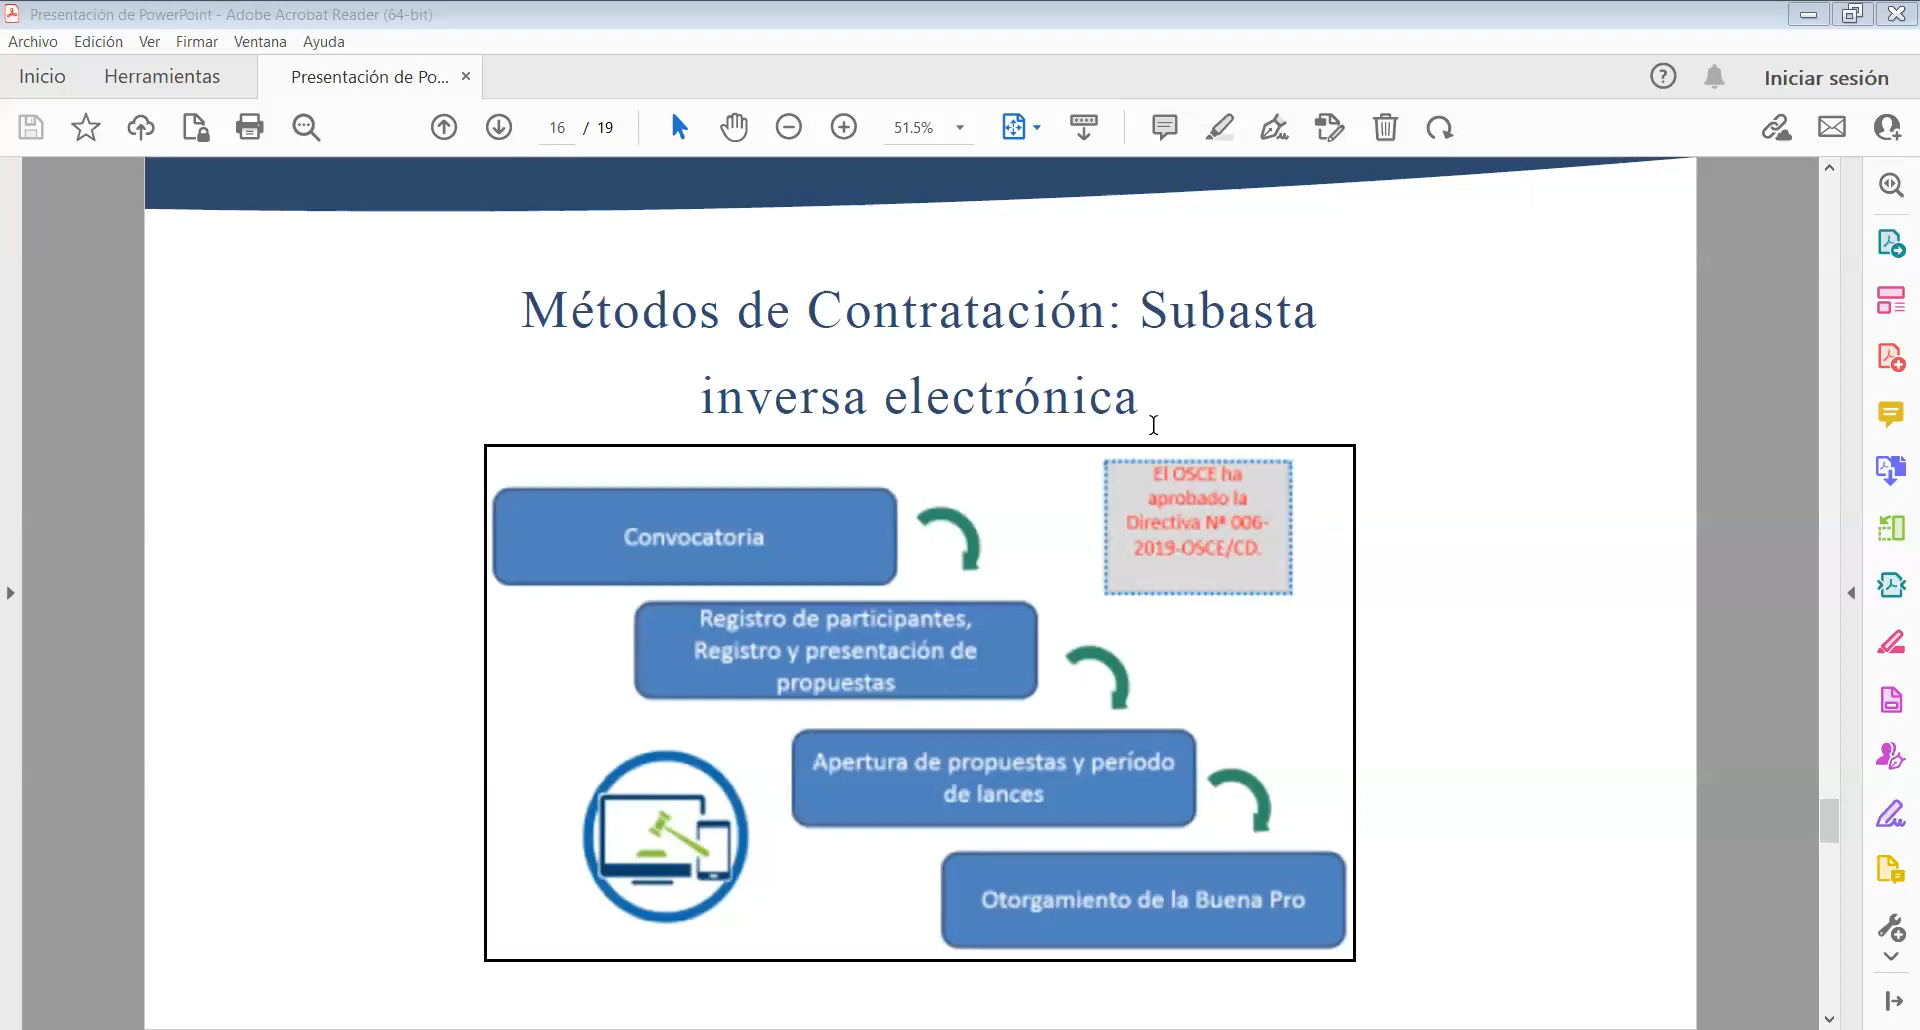 Presentación de PowerPoint - Adobe Acrobat Reader (64-bit)
Archivo Edición Ver Firmar Ventana Ayuda
Inicio Herramientas Presentación de Po... × Iniciar sesión
16 / 19 51.5%
Métodos de Contratación: Subasta
inversa electrónica
El OSCE ha
aprobado la
Directiva Nª 006-
2019-OSCE/CD.
Convocatoria
Registro de participantes,
Registro y presentación de
propuestas
Apertura de propuestas y período
de lances
Otorgamiento de la Buena Pro